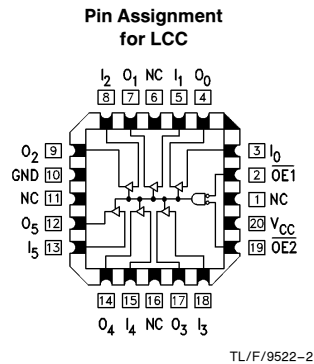 Pin Assignment
for LCC
I2 O1 NC I1 O0
8 7 6 5 4
O2 9
GND 10
NC 11
O5 12
I5 13
3 I0
2 OE1
1 NC
20 VCC
19 OE2
14 15 16 17 18
O4 I4 NC O3 I3
TL/F/9522–2